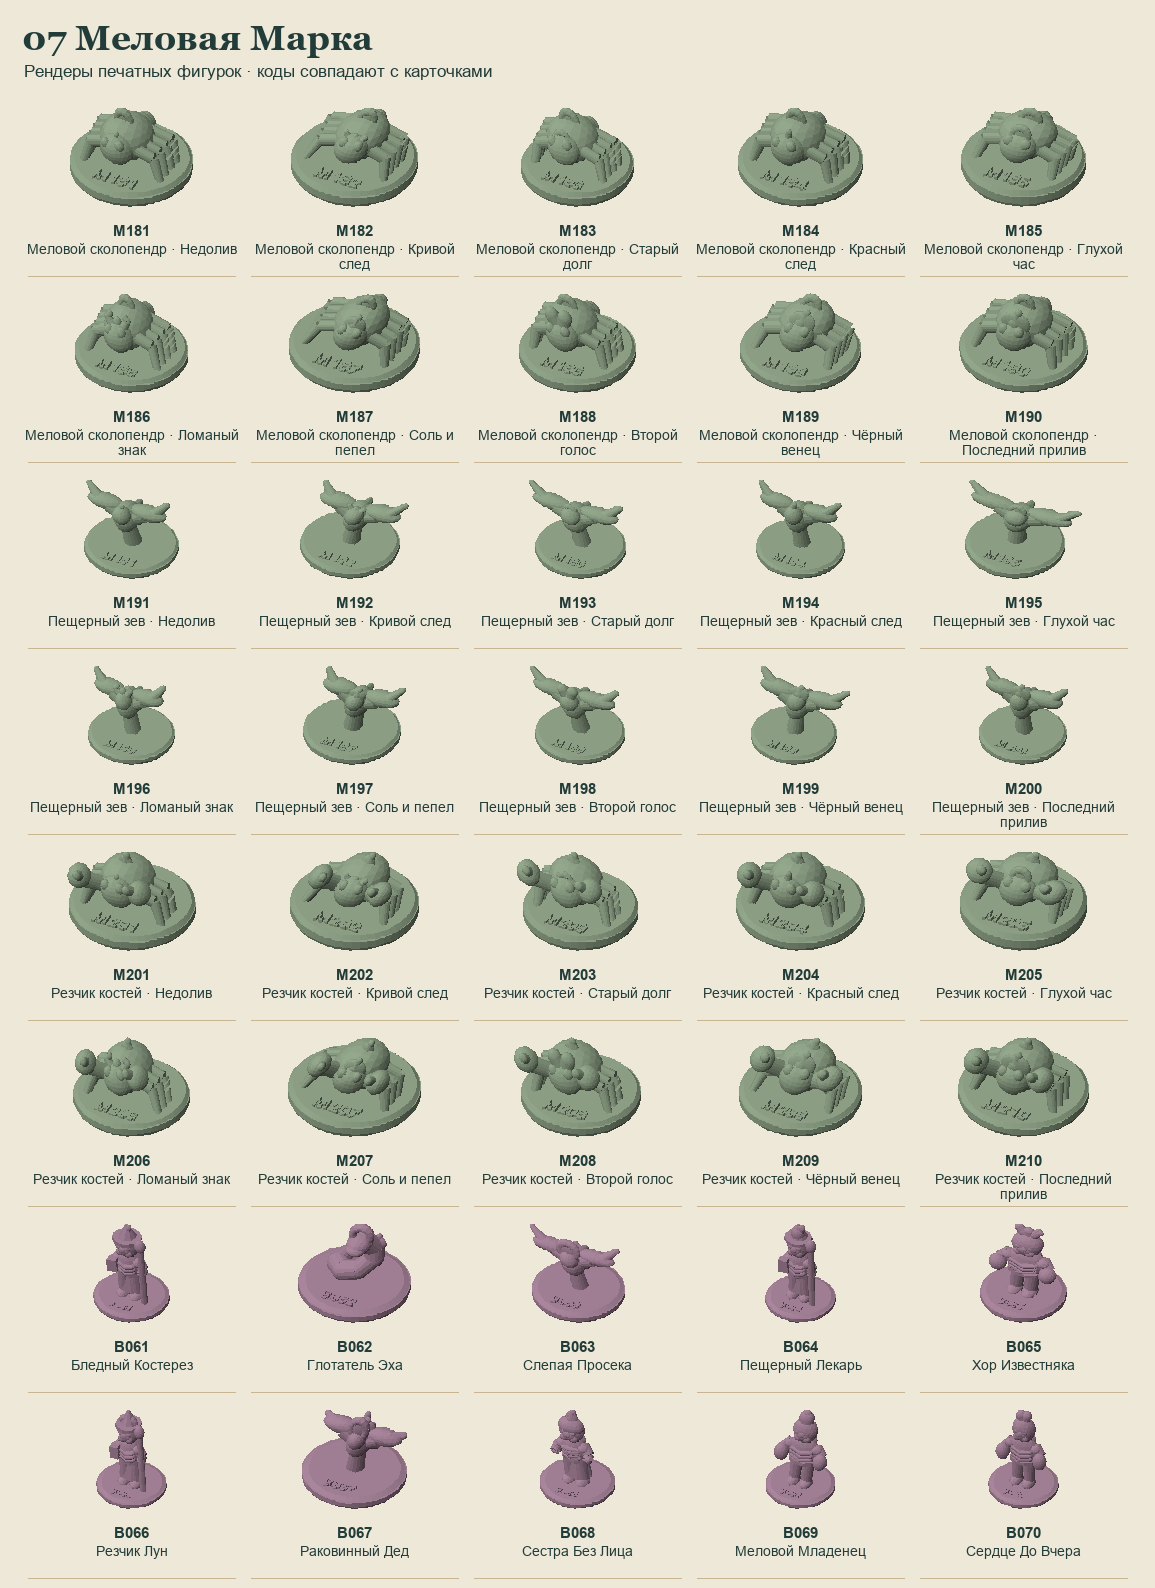 07 Меловая Марка
Рендеры печатных фигурок · коды совпадают с карточками
M181
Меловой сколопендр · Недолив
M182
Меловой сколопендр · Кривой
след
M183
Меловой сколопендр · Старый
долг
M184
Меловой сколопендр · Красный
след
M185
Меловой сколопендр · Глухой
час
M186
Меловой сколопендр · Ломаный
знак
M187
Меловой сколопендр · Соль и
пепел
M188
Меловой сколопендр · Второй
голос
M189
Меловой сколопендр · Чёрный
венец
M190
Меловой сколопендр ·
Последний прилив
M191
Пещерный зев · Недолив
M192
Пещерный зев · Кривой след
M193
Пещерный зев · Старый долг
M194
Пещерный зев · Красный след
M195
Пещерный зев · Глухой час
M196
Пещерный зев · Ломаный знак
M197
Пещерный зев · Соль и пепел
M198
Пещерный зев · Второй голос
M199
Пещерный зев · Чёрный венец
M200
Пещерный зев · Последний
прилив
M201
Резчик костей · Недолив
M202
Резчик костей · Кривой след
M203
Резчик костей · Старый долг
M204
Резчик костей · Красный след
M205
Резчик костей · Глухой час
M206
Резчик костей · Ломаный знак
M207
Резчик костей · Соль и пепел
M208
Резчик костей · Второй голос
M209
Резчик костей · Чёрный венец
M210
Резчик костей · Последний
прилив
B061
Бледный Костерез
B062
Глотатель Эха
B063
Слепая Просека
B064
Пещерный Лекарь
B065
Хор Известняка
B066
Резчик Лун
B067
Раковинный Дед
B068
Сестра Без Лица
B069
Меловой Младенец
B070
Сердце До Вчера